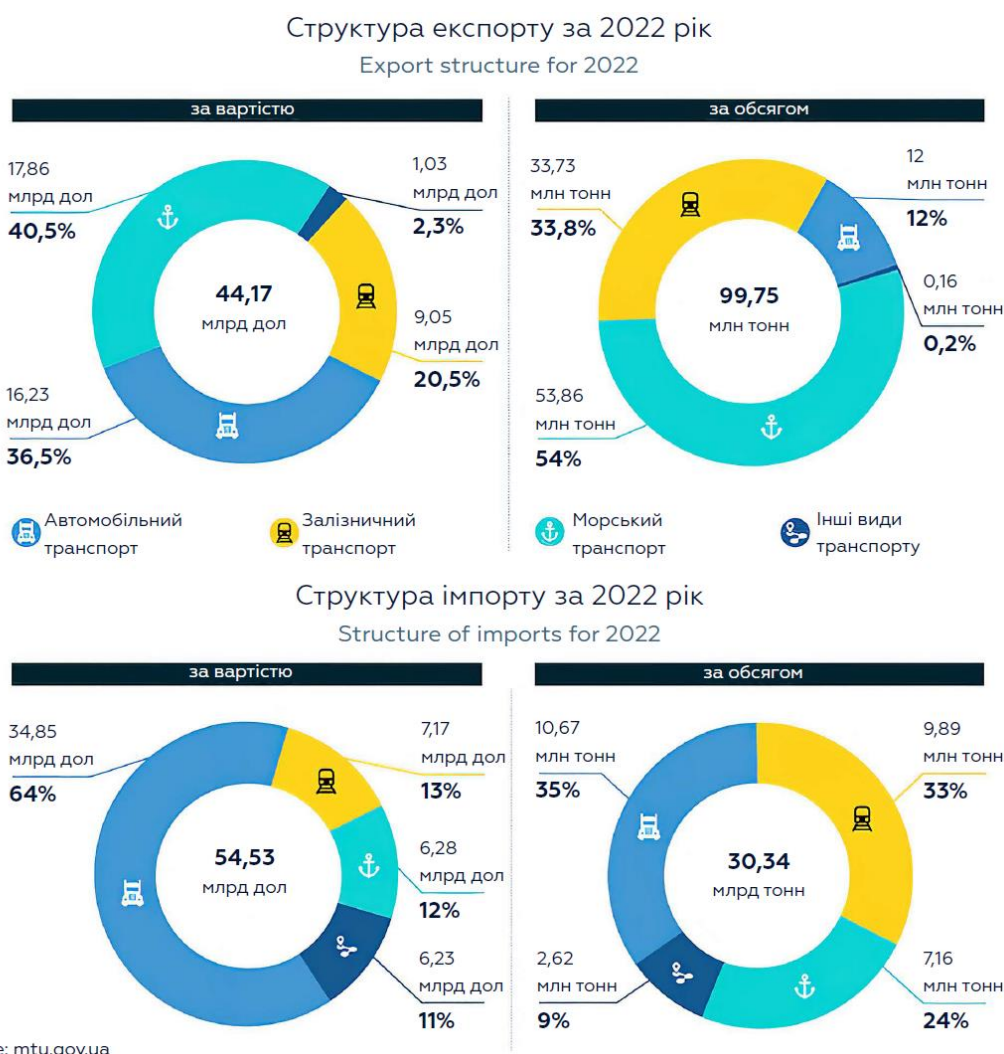 Структура експорту за 2022 рік
Export structure for 2022
за вартістю
17,86
млрд дол
40,5%
1,03
млрд дол
2,3%
44,17
млрд дол
9,05
млрд дол
20,5%
16,23
млрд дол
36,5%
за обсягом
33,73
млн тонн
33,8%
12
млн тонн
12%
99,75
млн тонн
0,16
млн тонн
0,2%
53,86
млн тонн
54%
Автомобільний
транспорт
Залізничний
транспорт
Морський
транспорт
Інші види
транспорту
Структура імпорту за 2022 рік
Structure of imports for 2022
за вартістю
34,85
млрд дол
64%
7,17
млрд дол
13%
54,53
млрд дол
6,28
млрд дол
12%
6,23
млрд дол
11%
за обсягом
10,67
млн тонн
35%
9,89
млн тонн
33%
30,34
млрд тонн
2,62
млн тонн
9%
7,16
млн тонн
24%
e: mtu.gov.ua